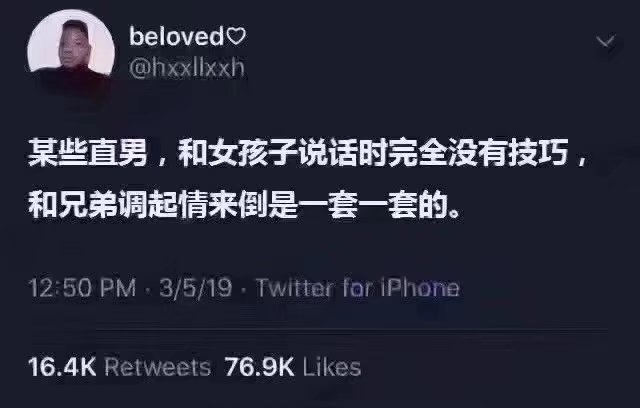 beloved♡
@hxxllxxh
某些直男，和女孩子说话时完全没有技巧，
和兄弟调起情来倒是一套一套的。
12:50 PM · 3/5/19 · Twitter for iPhone
16.4K Retweets 76.9K Likes